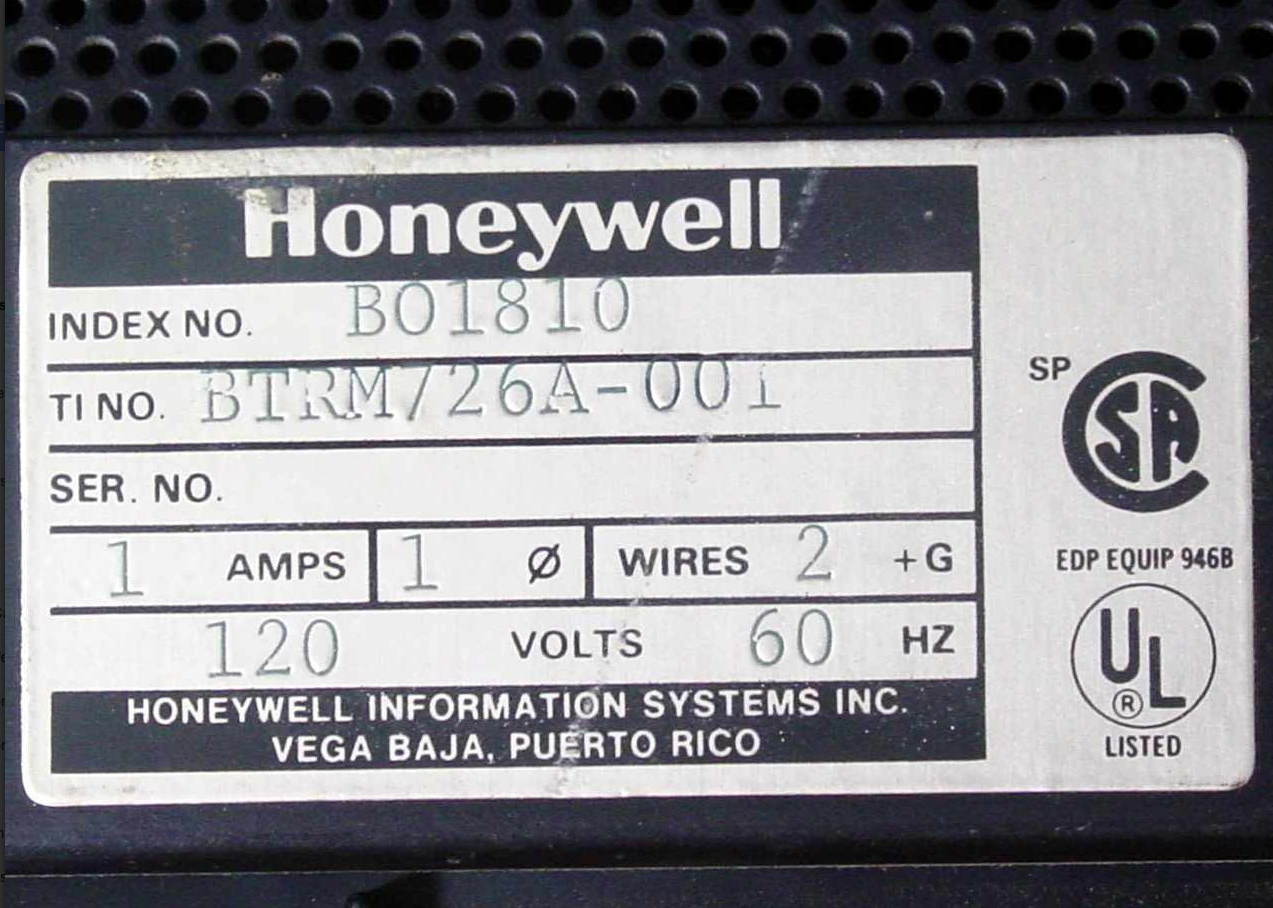 Honeywell
INDEX NO. B01810
TI NO. BTRM726A-001
SER. NO.
1 AMPS 1 Ø WIRES 2 +G
120 VOLTS 60 HZ
HONEYWELL INFORMATION SYSTEMS INC.
VEGA BAJA, PUERTO RICO
SP SA
EDP EQUIP 946B
UL
®
LISTED